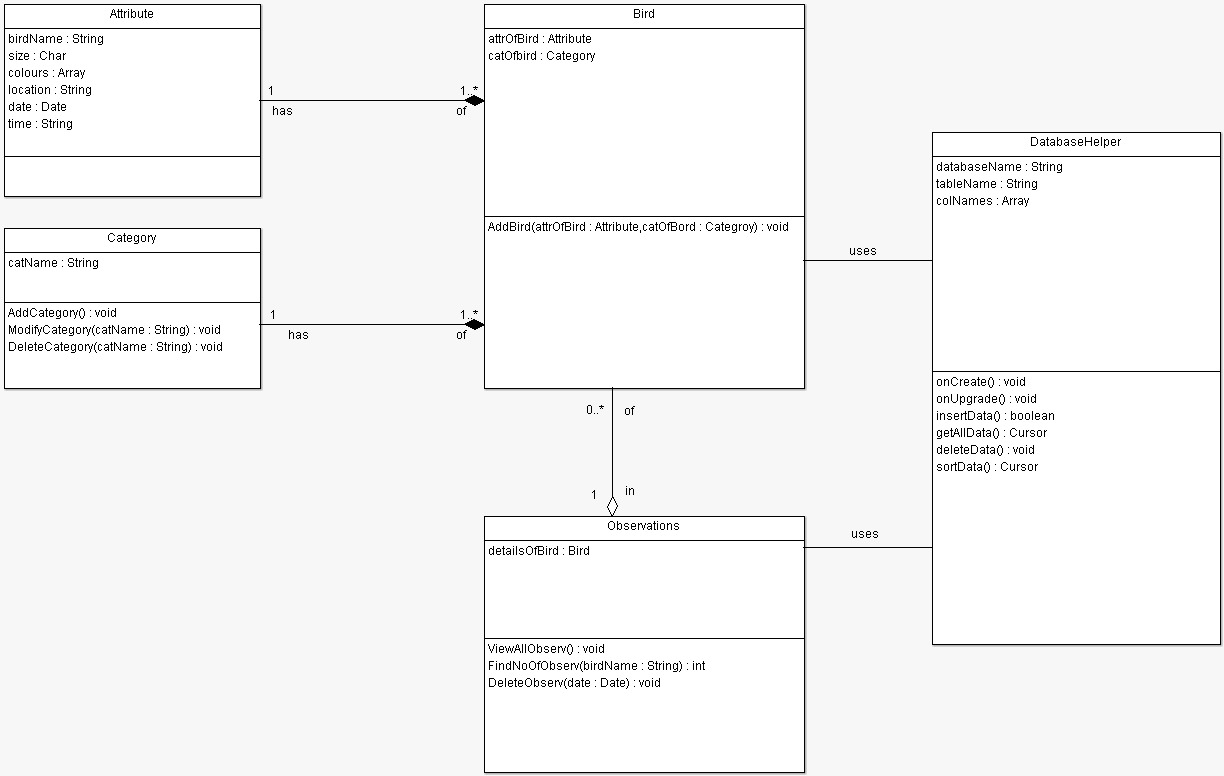 Attribute
birdName : String
size : Char
colours : Array
location : String
date : Date
time : String
Bird
attrOfBird : Attribute
catOfbird : Category
AddBird(attrOfBird : Attribute,catOfBord : Categroy) : void
1
1..*
has
of
Category
catName : String
AddCategory() : void
ModifyCategory(catName : String) : void
DeleteCategory(catName : String) : void
1
1..*
has
of
DatabaseHelper
databaseName : String
tableName : String
colNames : Array
onCreate() : void
onUpgrade() : void
insertData() : boolean
getAllData() : Cursor
deleteData() : void
sortData() : Cursor
uses
0..*
of
1
in
Observations
detailsOfBird : Bird
ViewAllObserv() : void
FindNoOfObserv(birdName : String) : int
DeleteObserv(date : Date) : void
uses